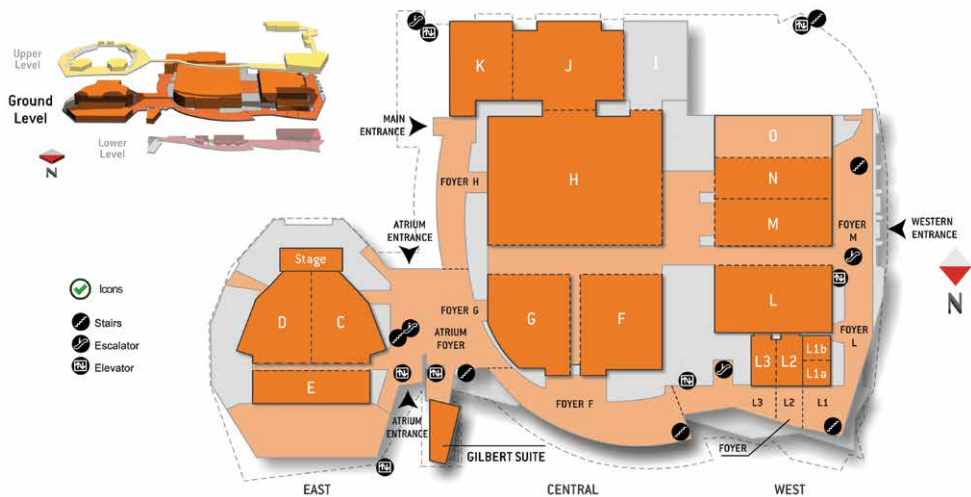 Upper
Level
Ground
Level
Lower
Level
N
K
J
I
MAIN
ENTRANCE
O
FOYER H
H
N
M
FOYER
M
WESTERN
ENTRANCE
ATRIUM
ENTRANCE
Stage
D
C
FOYER G
ATRIUM
FOYER
G
F
L
FOYER
L
N
Icons
Stairs
Escalator
Elevator
E
L3
L2
L1b
L1a
L3
L2
L1
FOYER F
ATRIUM
ENTRANCE
GILBERT SUITE
FOYER
EAST
CENTRAL
WEST